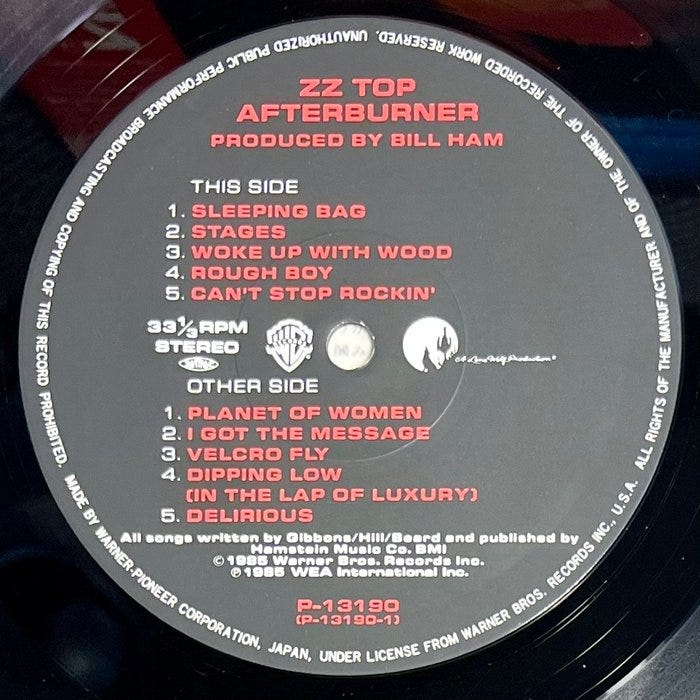 ZZ TOP
AFTERBURNER
PRODUCED BY BILL HAM
THIS SIDE
1. SLEEPING BAG
2. STAGES
3. WOKE UP WITH WOOD
4. ROUGH BOY
5. CAN'T STOP ROCKIN'
33⅓RPM
STEREO
A Lone Wolf Production
OTHER SIDE
1. PLANET OF WOMEN
2. I GOT THE MESSAGE
3. VELCRO FLY
4. DIPPING LOW
(IN THE LAP OF LUXURY)
5. DELIRIOUS
All songs written by Gibbons/Hill/Beard and published by
Hamstein Music Co. BMI
©1985 Warner Bros. Records Inc.
℗1985 WEA International Inc.
P-13190
(P-13190-1)
MADE BY WARNER-PIONEER CORPORATION, JAPAN, UNDER LICENSE FROM WARNER BROS. RECORDS INC., U.S.A. ALL RIGHTS OF THE MANUFACTURER AND OF THE OWNER OF THE RECORDED WORK RESERVED. UNAUTHORIZED PUBLIC PERFORMANCE BROADCASTING AND COPYING OF THIS RECORD PROHIBITED.